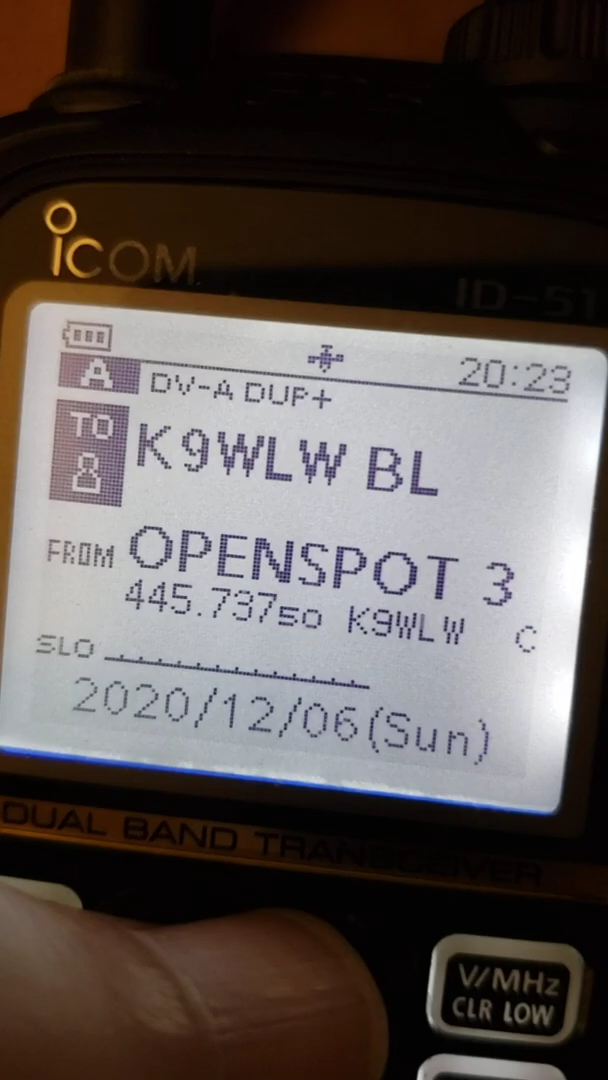 iCOM
ID-51
20:23
A DV-A DUP+
TO K9WLW BL
FROM OPENSPOT 3
445.73750 K9WLW C
SLO
2020/12/06(Sun)
DUAL BAND TRANSCEIVER
V/MHz
CLR LOW